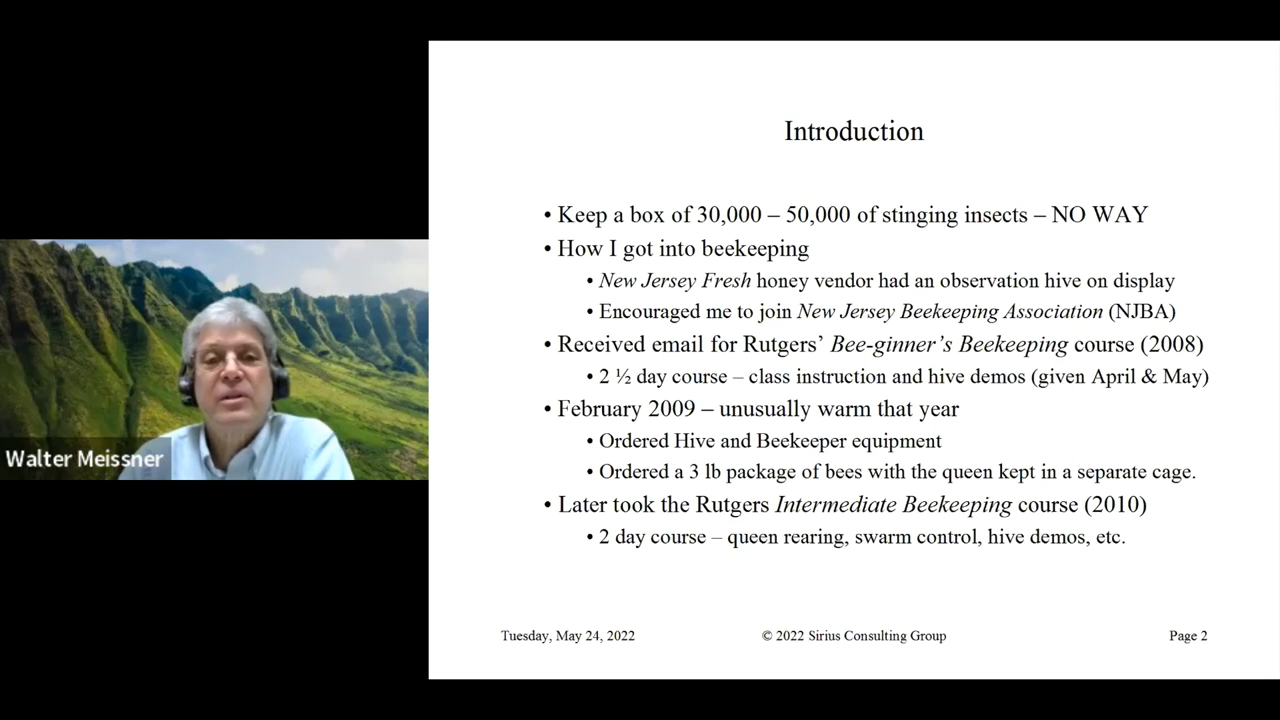 Introduction
• Keep a box of 30,000 – 50,000 of stinging insects – NO WAY
• How I got into beekeeping
• New Jersey Fresh honey vendor had an observation hive on display
• Encouraged me to join New Jersey Beekeeping Association (NJBA)
• Received email for Rutgers’ Bee-ginner’s Beekeeping course (2008)
• 2 ½ day course – class instruction and hive demos (given April & May)
• February 2009 – unusually warm that year
• Ordered Hive and Beekeeper equipment
• Ordered a 3 lb package of bees with the queen kept in a separate cage.
• Later took the Rutgers Intermediate Beekeeping course (2010)
• 2 day course – queen rearing, swarm control, hive demos, etc.
Walter Meissner
Tuesday, May 24, 2022
© 2022 Sirius Consulting Group
Page 2